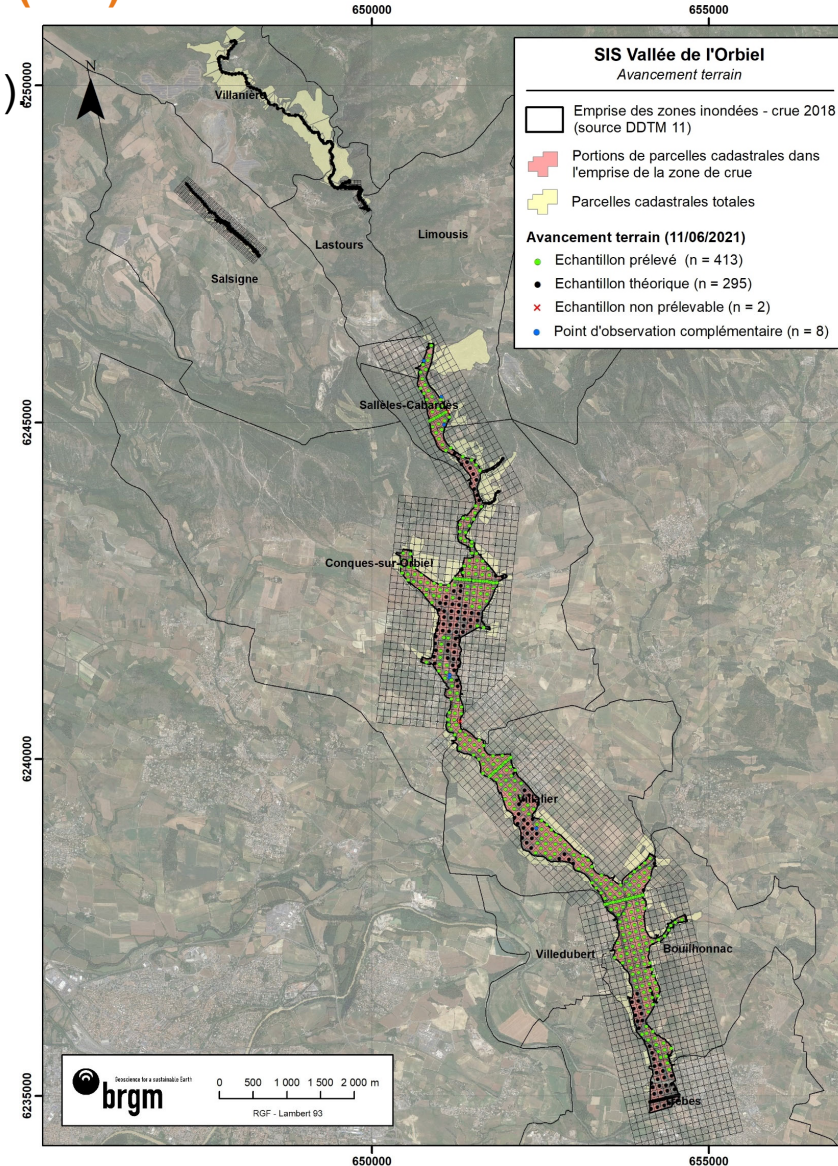 )
650000
655000
SIS Vallée de l'Orbiel
Avancement terrain
Emprise des zones inondées - crue 2018
(source DDTM 11)
Portions de parcelles cadastrales dans
l'emprise de la zone de crue
Parcelles cadastrales totales
Avancement terrain (11/06/2021)
Echantillon prélevé (n = 413)
Echantillon théorique (n = 295)
Echantillon non prélevable (n = 2)
Point d'observation complémentaire (n = 8)
N
6250000
Villanière
Limousis
Lastours
Salsigne
Sallèles-Cabardès
6245000
Conques-sur-Orbiel
6240000
Villalier
Villedubert
Bouilhonnac
Trèbes
6235000
Geoscience for a sustainable Earth
brgm
0 500 1 000 1 500 2 000 m
RGF - Lambert 93
650000
655000